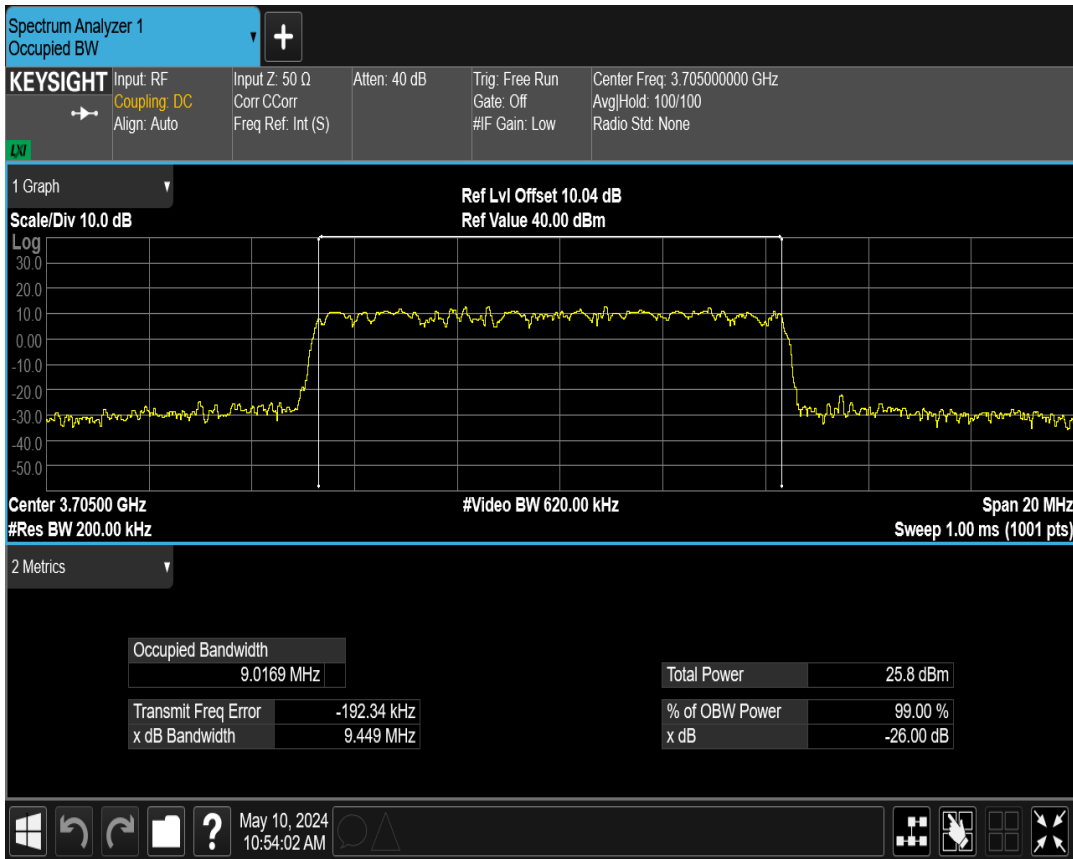 Spectrum Analyzer 1
Occupied BW
+
KEYSIGHT
LXI
Input: RF
Coupling: DC
Align: Auto
Input Z: 50 Ω
Corr CCorr
Freq Ref: Int (S)
Atten: 40 dB
Trig: Free Run
Gate: Off
#IF Gain: Low
Center Freq: 3.705000000 GHz
Avg|Hold: 100/100
Radio Std: None
1 Graph
Scale/Div 10.0 dB
Ref Lvl Offset 10.04 dB
Ref Value 40.00 dBm
Log
30.0
20.0
10.0
0.00
-10.0
-20.0
-30.0
-40.0
-50.0
Center 3.70500 GHz
#Video BW 620.00 kHz
Span 20 MHz
#Res BW 200.00 kHz
Sweep 1.00 ms (1001 pts)
2 Metrics
Occupied Bandwidth
9.0169 MHz
Total Power 25.8 dBm
Transmit Freq Error -192.34 kHz
% of OBW Power 99.00 %
x dB Bandwidth 9.449 MHz
x dB -26.00 dB
?
May 10, 2024
10:54:02 AM